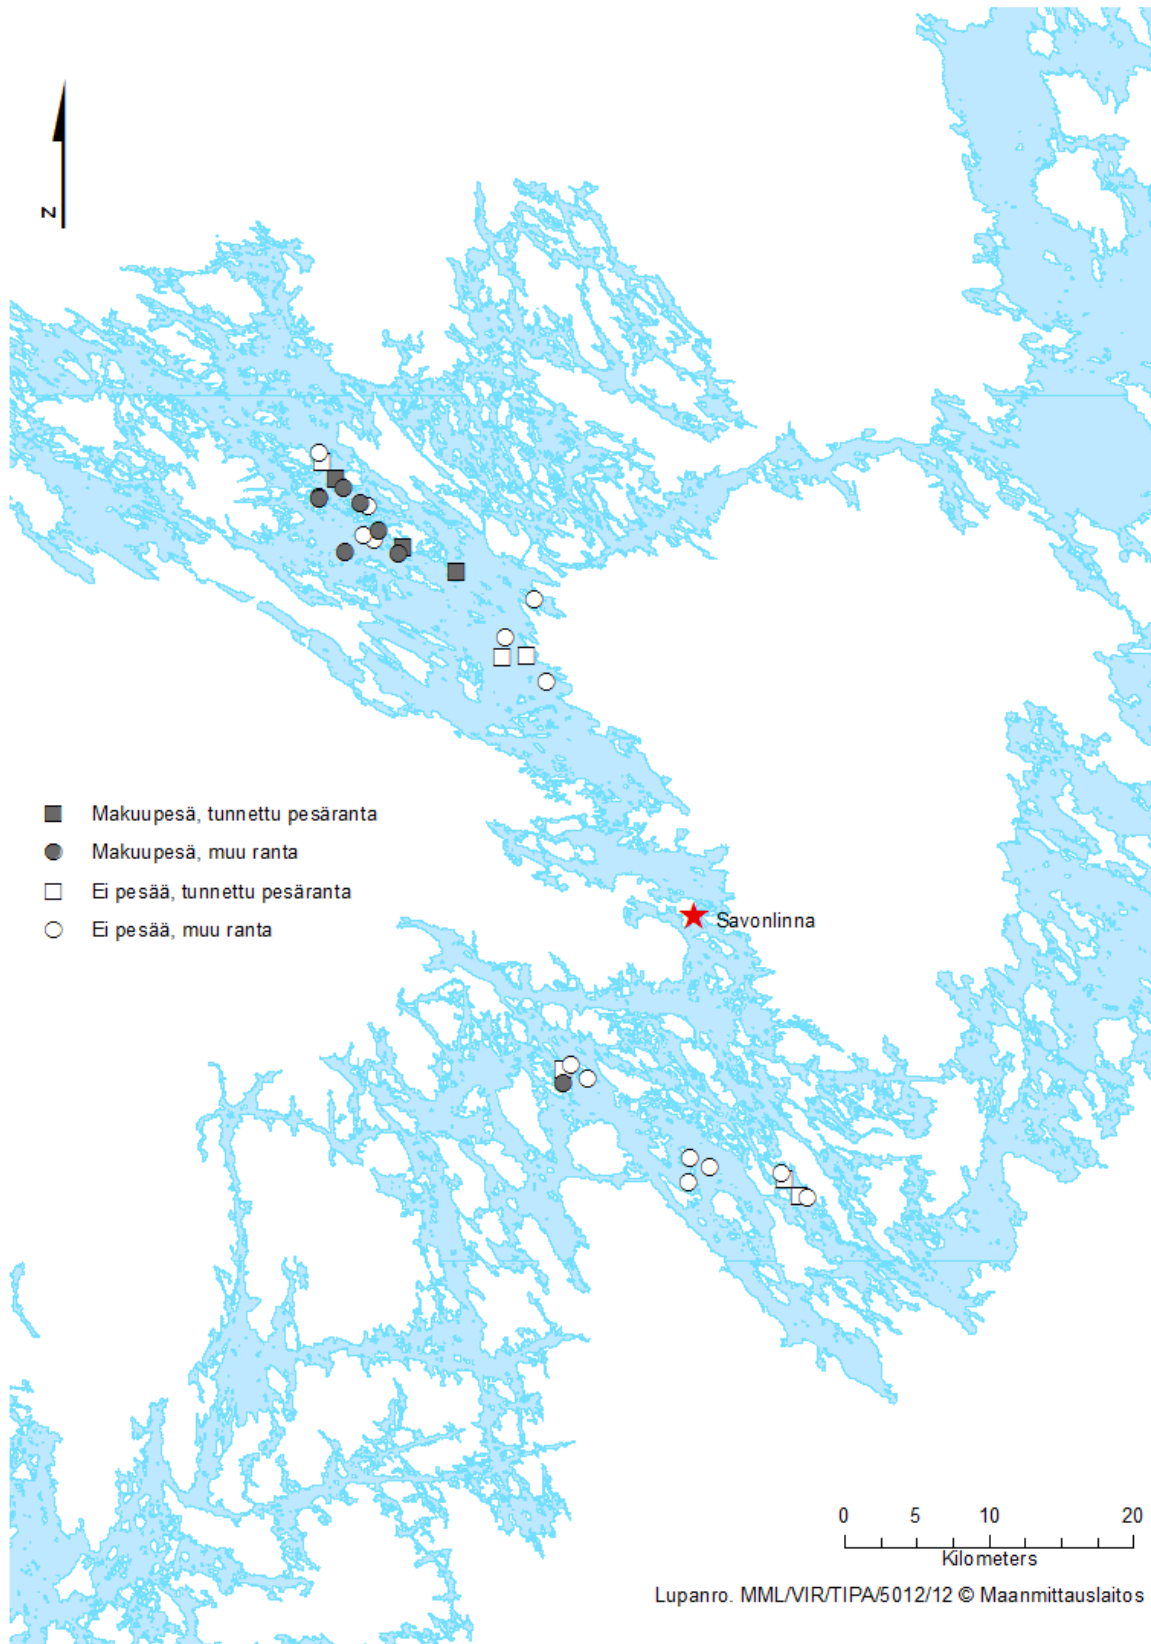 N
Makuupesä, tunnettu pesäranta
Makuupesä, muu ranta
Ei pesää, tunnettu pesäranta
Ei pesää, muu ranta
Savonlinna
0 5 10 20
Kilometers
Lupanro. MML/VIR/TIPA/5012/12 © Maanmittauslaitos